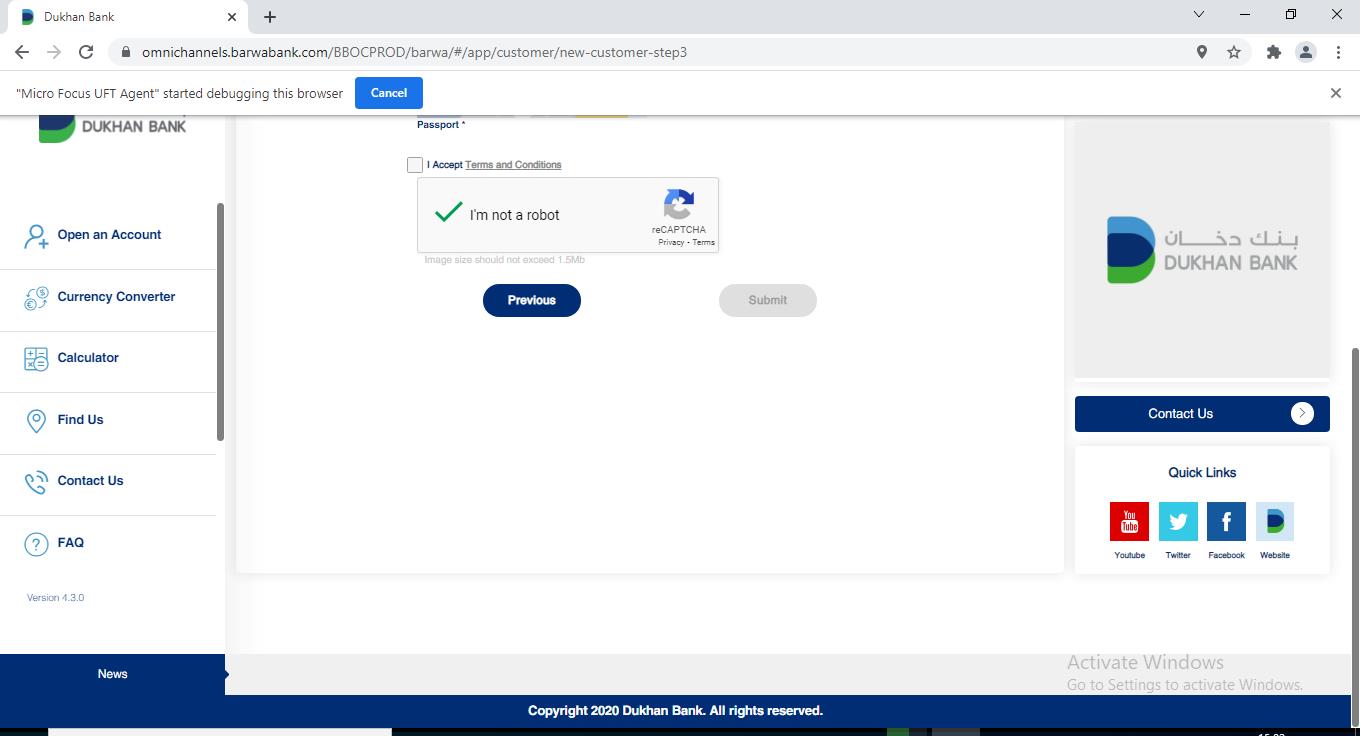 Dukhan Bank
omnichannels.barwabank.com/BBOCPROD/barwa/#/app/customer/new-customer-step3
"Micro Focus UFT Agent" started debugging this browser
Cancel
DUKHAN BANK
Passport *
I Accept Terms and Conditions
I'm not a robot
reCAPTCHA
Privacy - Terms
Image size should not exceed 1.5Mb
Previous
Submit
Open an Account
Currency Converter
Calculator
Find Us
Contact Us
FAQ
Version 4.3.0
News
بنك دخان
DUKHAN BANK
Contact Us
Quick Links
You
Tube
Youtube
Twitter
Facebook
Website
Activate Windows
Go to Settings to activate Windows.
Copyright 2020 Dukhan Bank. All rights reserved.